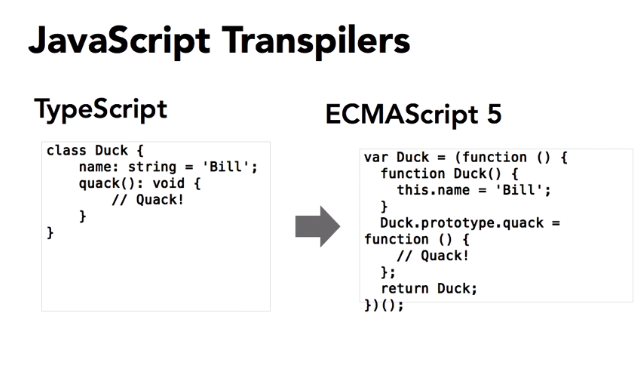 JavaScript Transpilers
TypeScript
class Duck {
    name: string = 'Bill';
    quack(): void {
        // Quack!
    }
}
ECMAScript 5
var Duck = (function () {
  function Duck() {
    this.name = 'Bill';
  }
  Duck.prototype.quack =
function () {
    // Quack!
  };
  return Duck;
})();